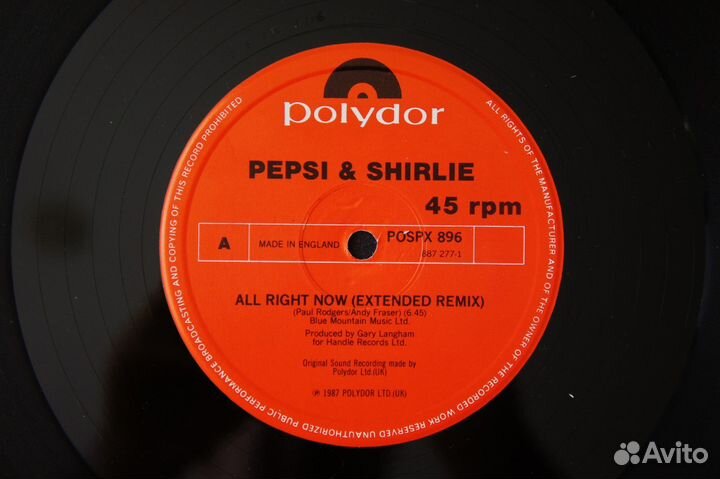 polydor
PEPSI & SHIRLIE
45 rpm
A
MADE IN ENGLAND
POSPX 896
887 277-1
ALL RIGHT NOW (EXTENDED REMIX)
(Paul Rodgers/Andy Fraser) (6.45)
Blue Mountain Music Ltd.
Produced by Gary Langham
for Handle Records Ltd.
Original Sound Recording made by
Polydor Ltd.(UK)
℗ 1987 POLYDOR LTD.(UK)
ALL RIGHTS OF THE MANUFACTURER AND OF THE OWNER OF THE RECORDED WORK RESERVED UNAUTHORIZED PUBLIC PERFORMANCE BROADCASTING AND COPYING OF THIS RECORD PROHIBITED
Avito